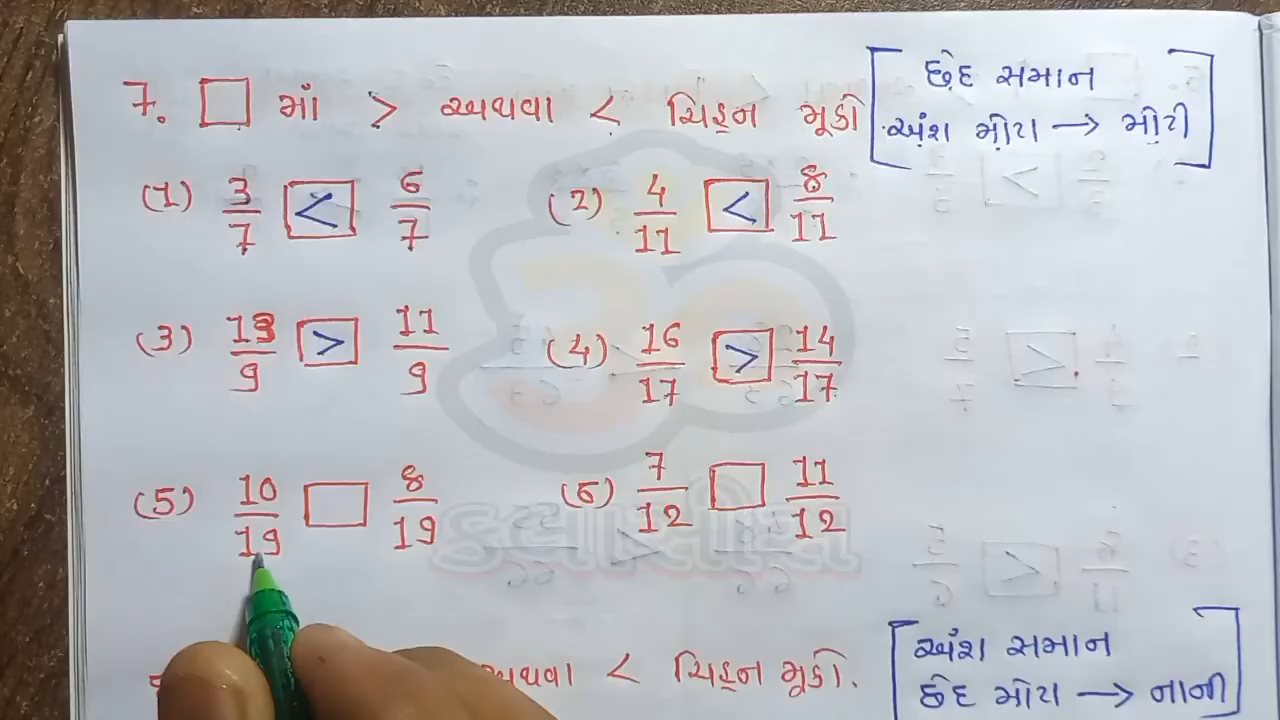 7. □ માં > અથવા < ચિહ્ન મૂકો
[ છેદ સમાન
અંશ મોટા → મોટી ]
(1) 3/7 < 6/7 (2) 4/11 < 8/11
(3) 13/9 > 11/9 (4) 16/17 > 14/17
(5) 10/19 □ 8/19 (6) 7/12 □ 11/12
અથવા < ચિહ્ન મૂકો.
[ અંશ સમાન
છેદ મોટા → નાની ]